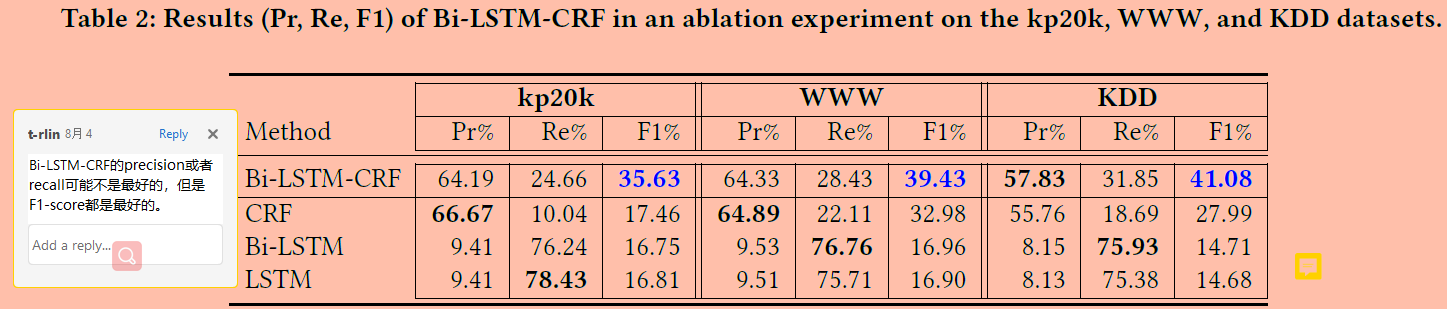 Table 2: Results (Pr, Re, F1) of Bi-LSTM-CRF in an ablation experiment on the kp20k, WWW, and KDD datasets.
kp20k WWW KDD
Method Pr% Re% F1% Pr% Re% F1% Pr% Re% F1%
Bi-LSTM-CRF 64.19 24.66 35.63 64.33 28.43 39.43 57.83 31.85 41.08
CRF 66.67 10.04 17.46 64.89 22.11 32.98 55.76 18.69 27.99
Bi-LSTM 9.41 76.24 16.75 9.53 76.76 16.96 8.15 75.93 14.71
LSTM 9.41 78.43 16.81 9.51 75.71 16.90 8.13 75.38 14.68
t-rlin 8月 4 Reply
Bi-LSTM-CRF的precision或者
recall可能不是最好的，但是
F1-score都是最好的。
Add a reply...